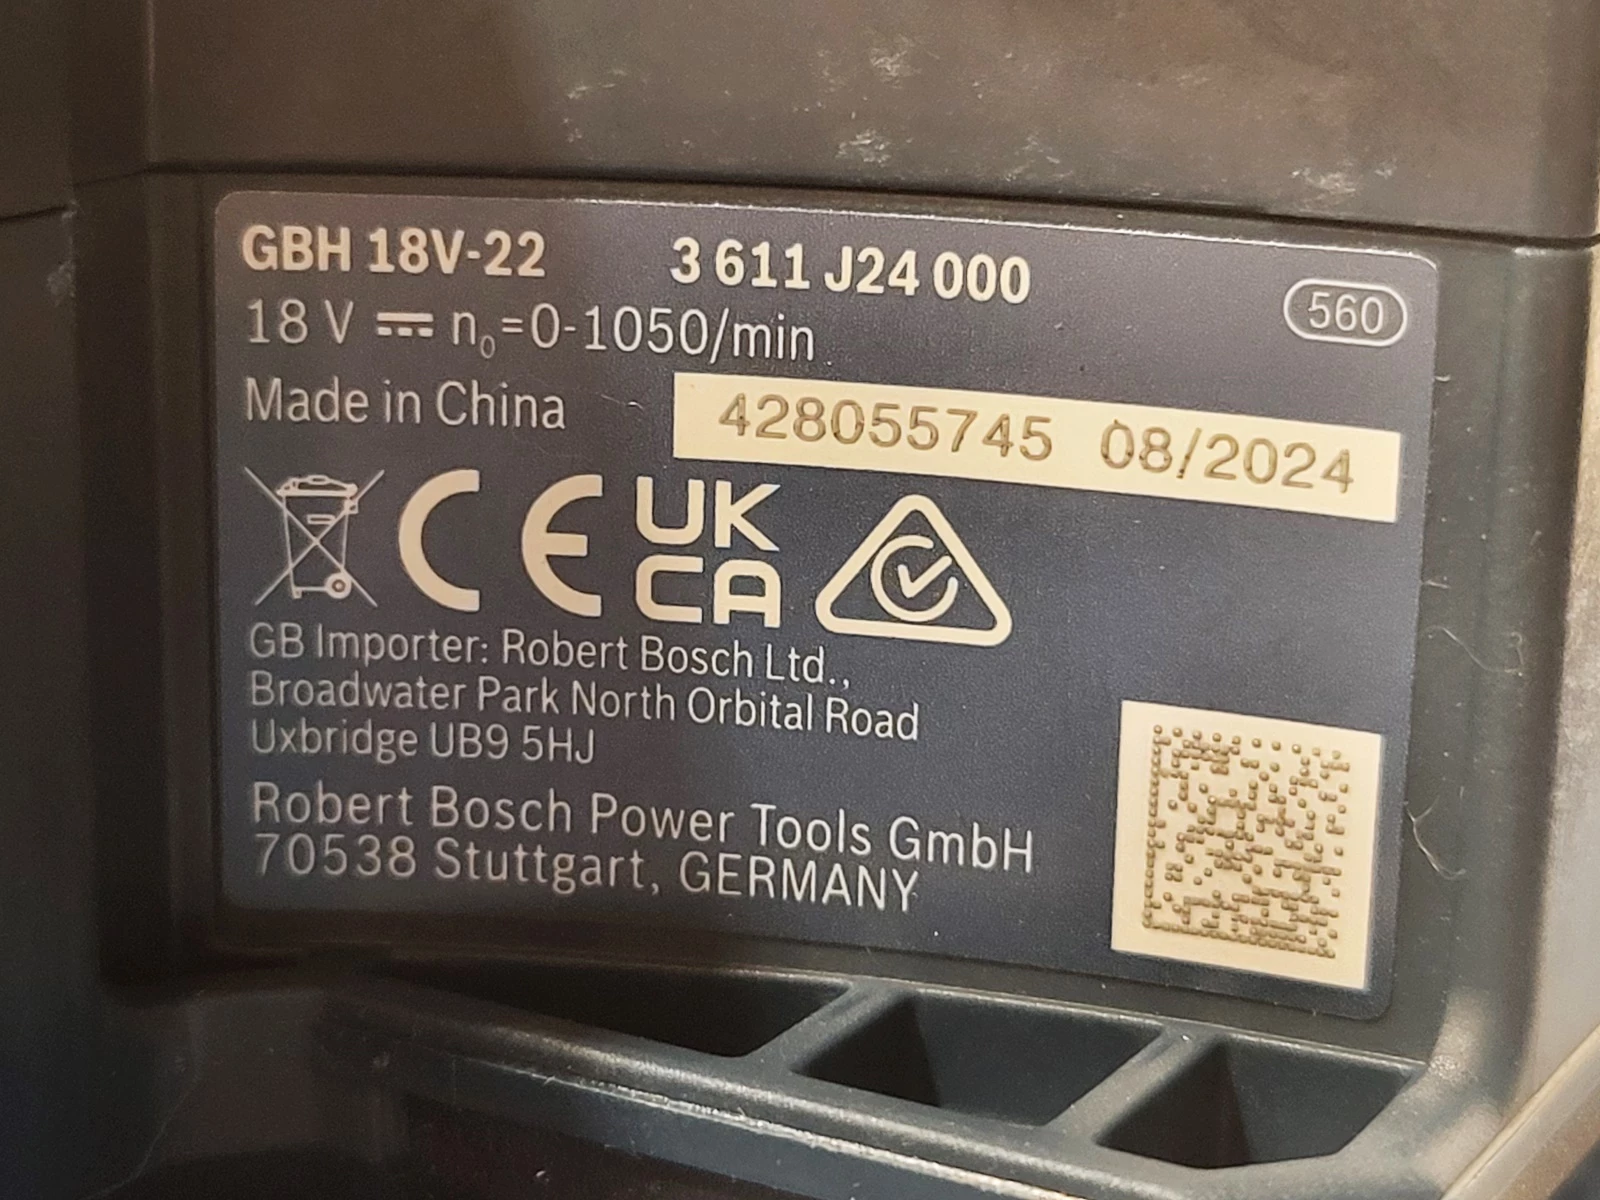 GBH 18V-22 3 611 J24 000
560
18 V ⎓ n₀=0-1050/min
Made in China 428055745 08/2024
CE UK
CA
GB Importer: Robert Bosch Ltd.,
Broadwater Park North Orbital Road
Uxbridge UB9 5HJ
Robert Bosch Power Tools GmbH
70538 Stuttgart, GERMANY